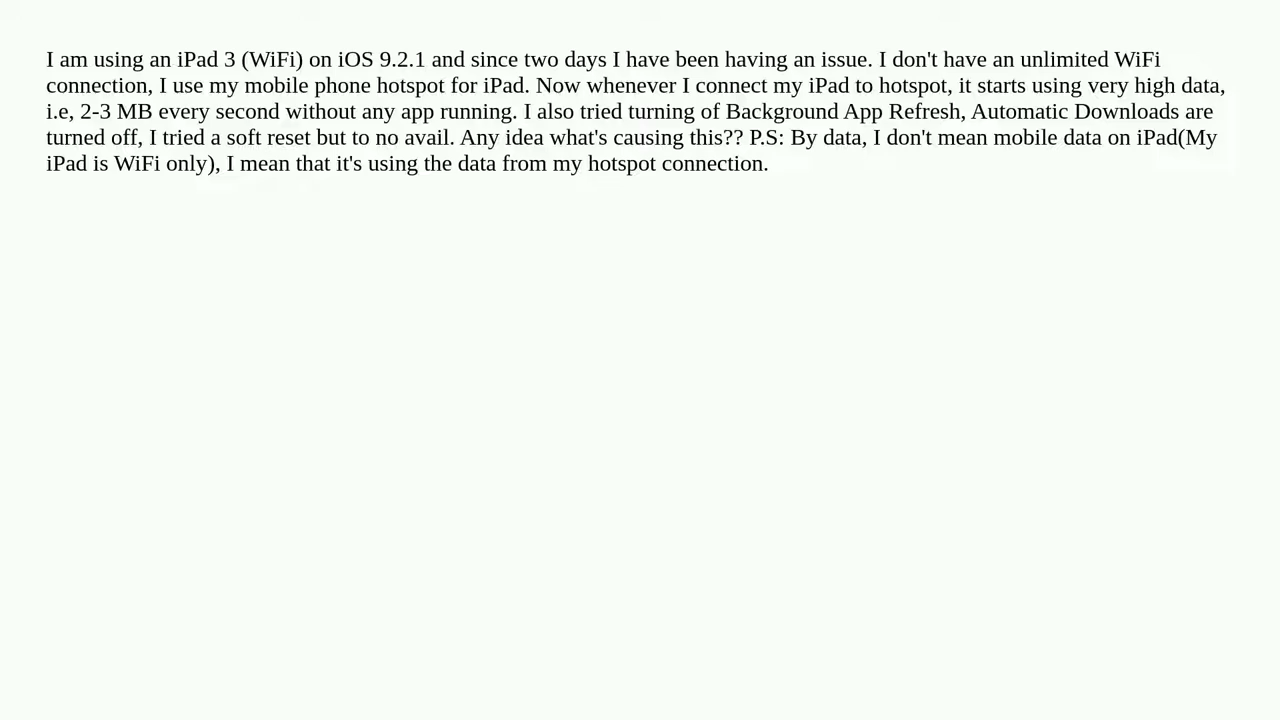 I am using an iPad 3 (WiFi) on iOS 9.2.1 and since two days I have been having an issue. I don't have an unlimited WiFi
connection, I use my mobile phone hotspot for iPad. Now whenever I connect my iPad to hotspot, it starts using very high data,
i.e, 2-3 MB every second without any app running. I also tried turning of Background App Refresh, Automatic Downloads are
turned off, I tried a soft reset but to no avail. Any idea what's causing this?? P.S: By data, I don't mean mobile data on iPad(My
iPad is WiFi only), I mean that it's using the data from my hotspot connection.